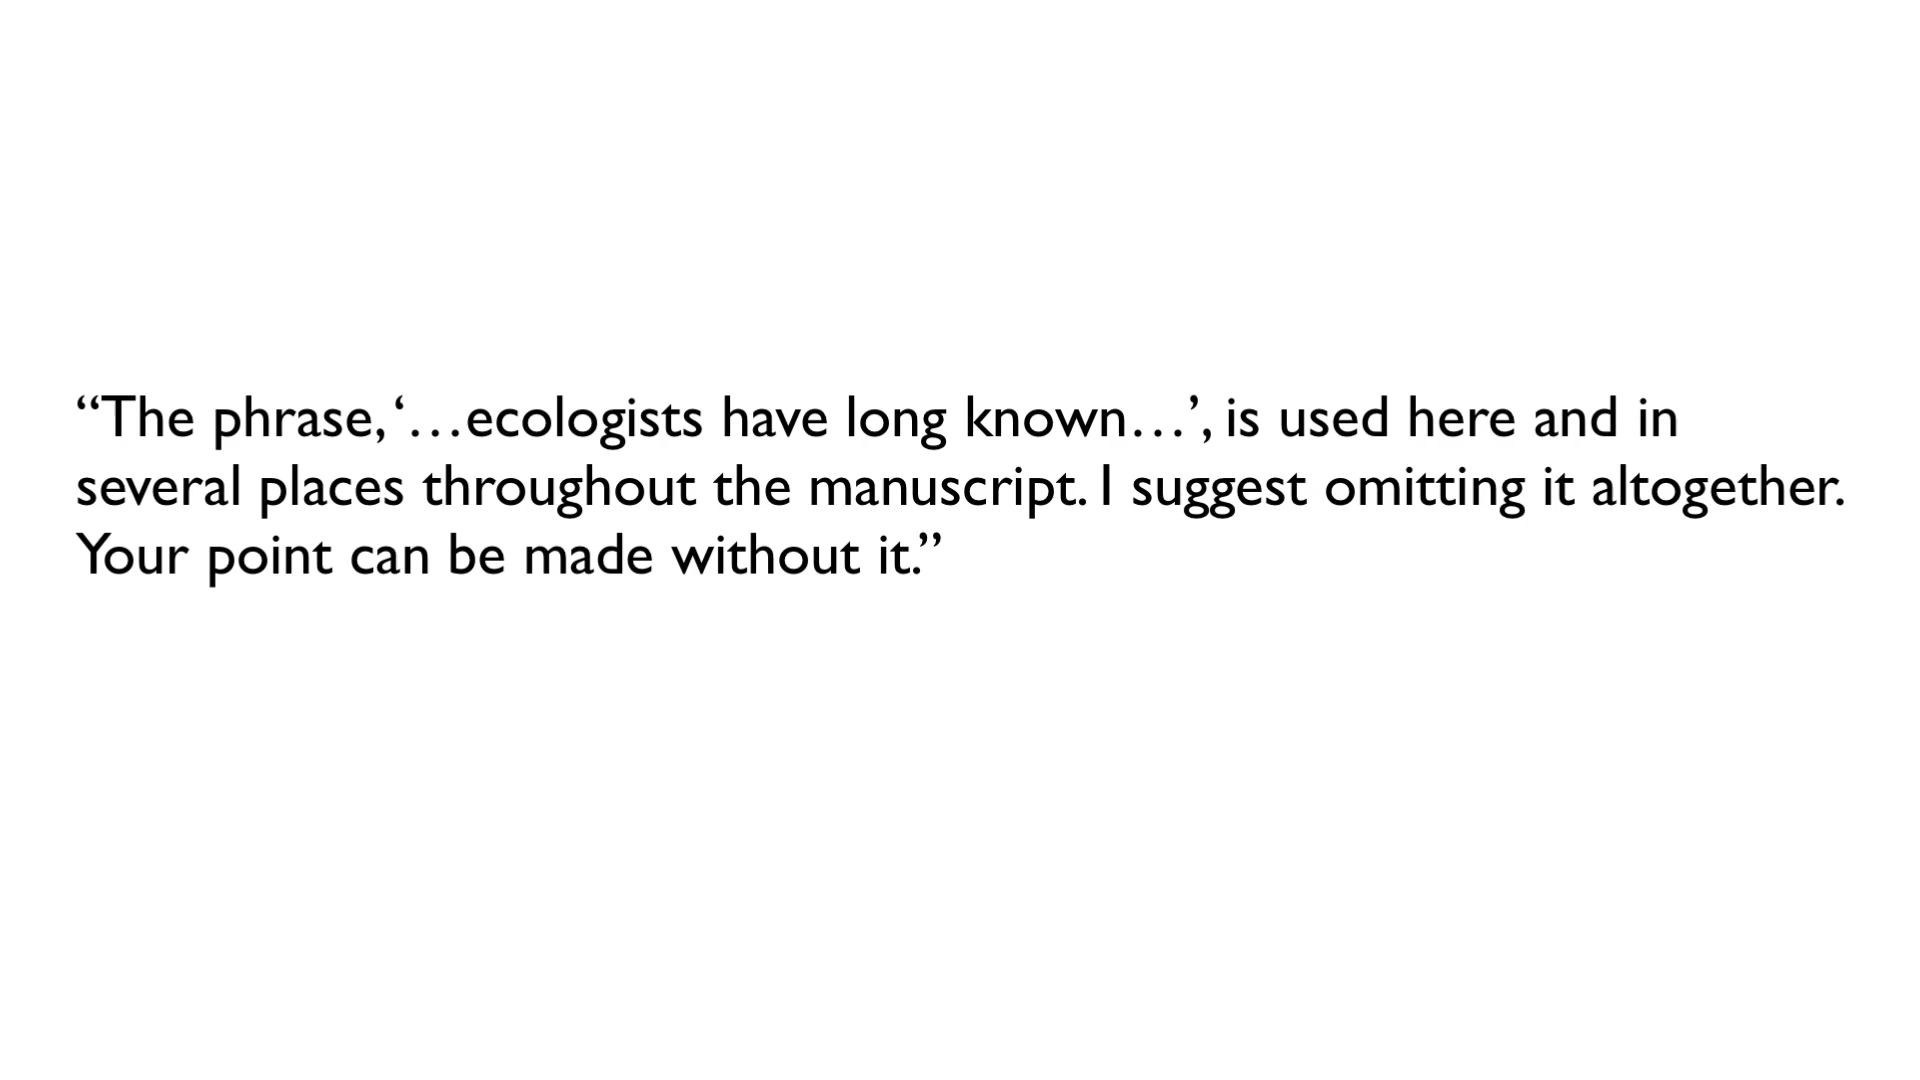 “The phrase, ‘…ecologists have long known…’, is used here and in
several places throughout the manuscript. I suggest omitting it altogether.
Your point can be made without it.”